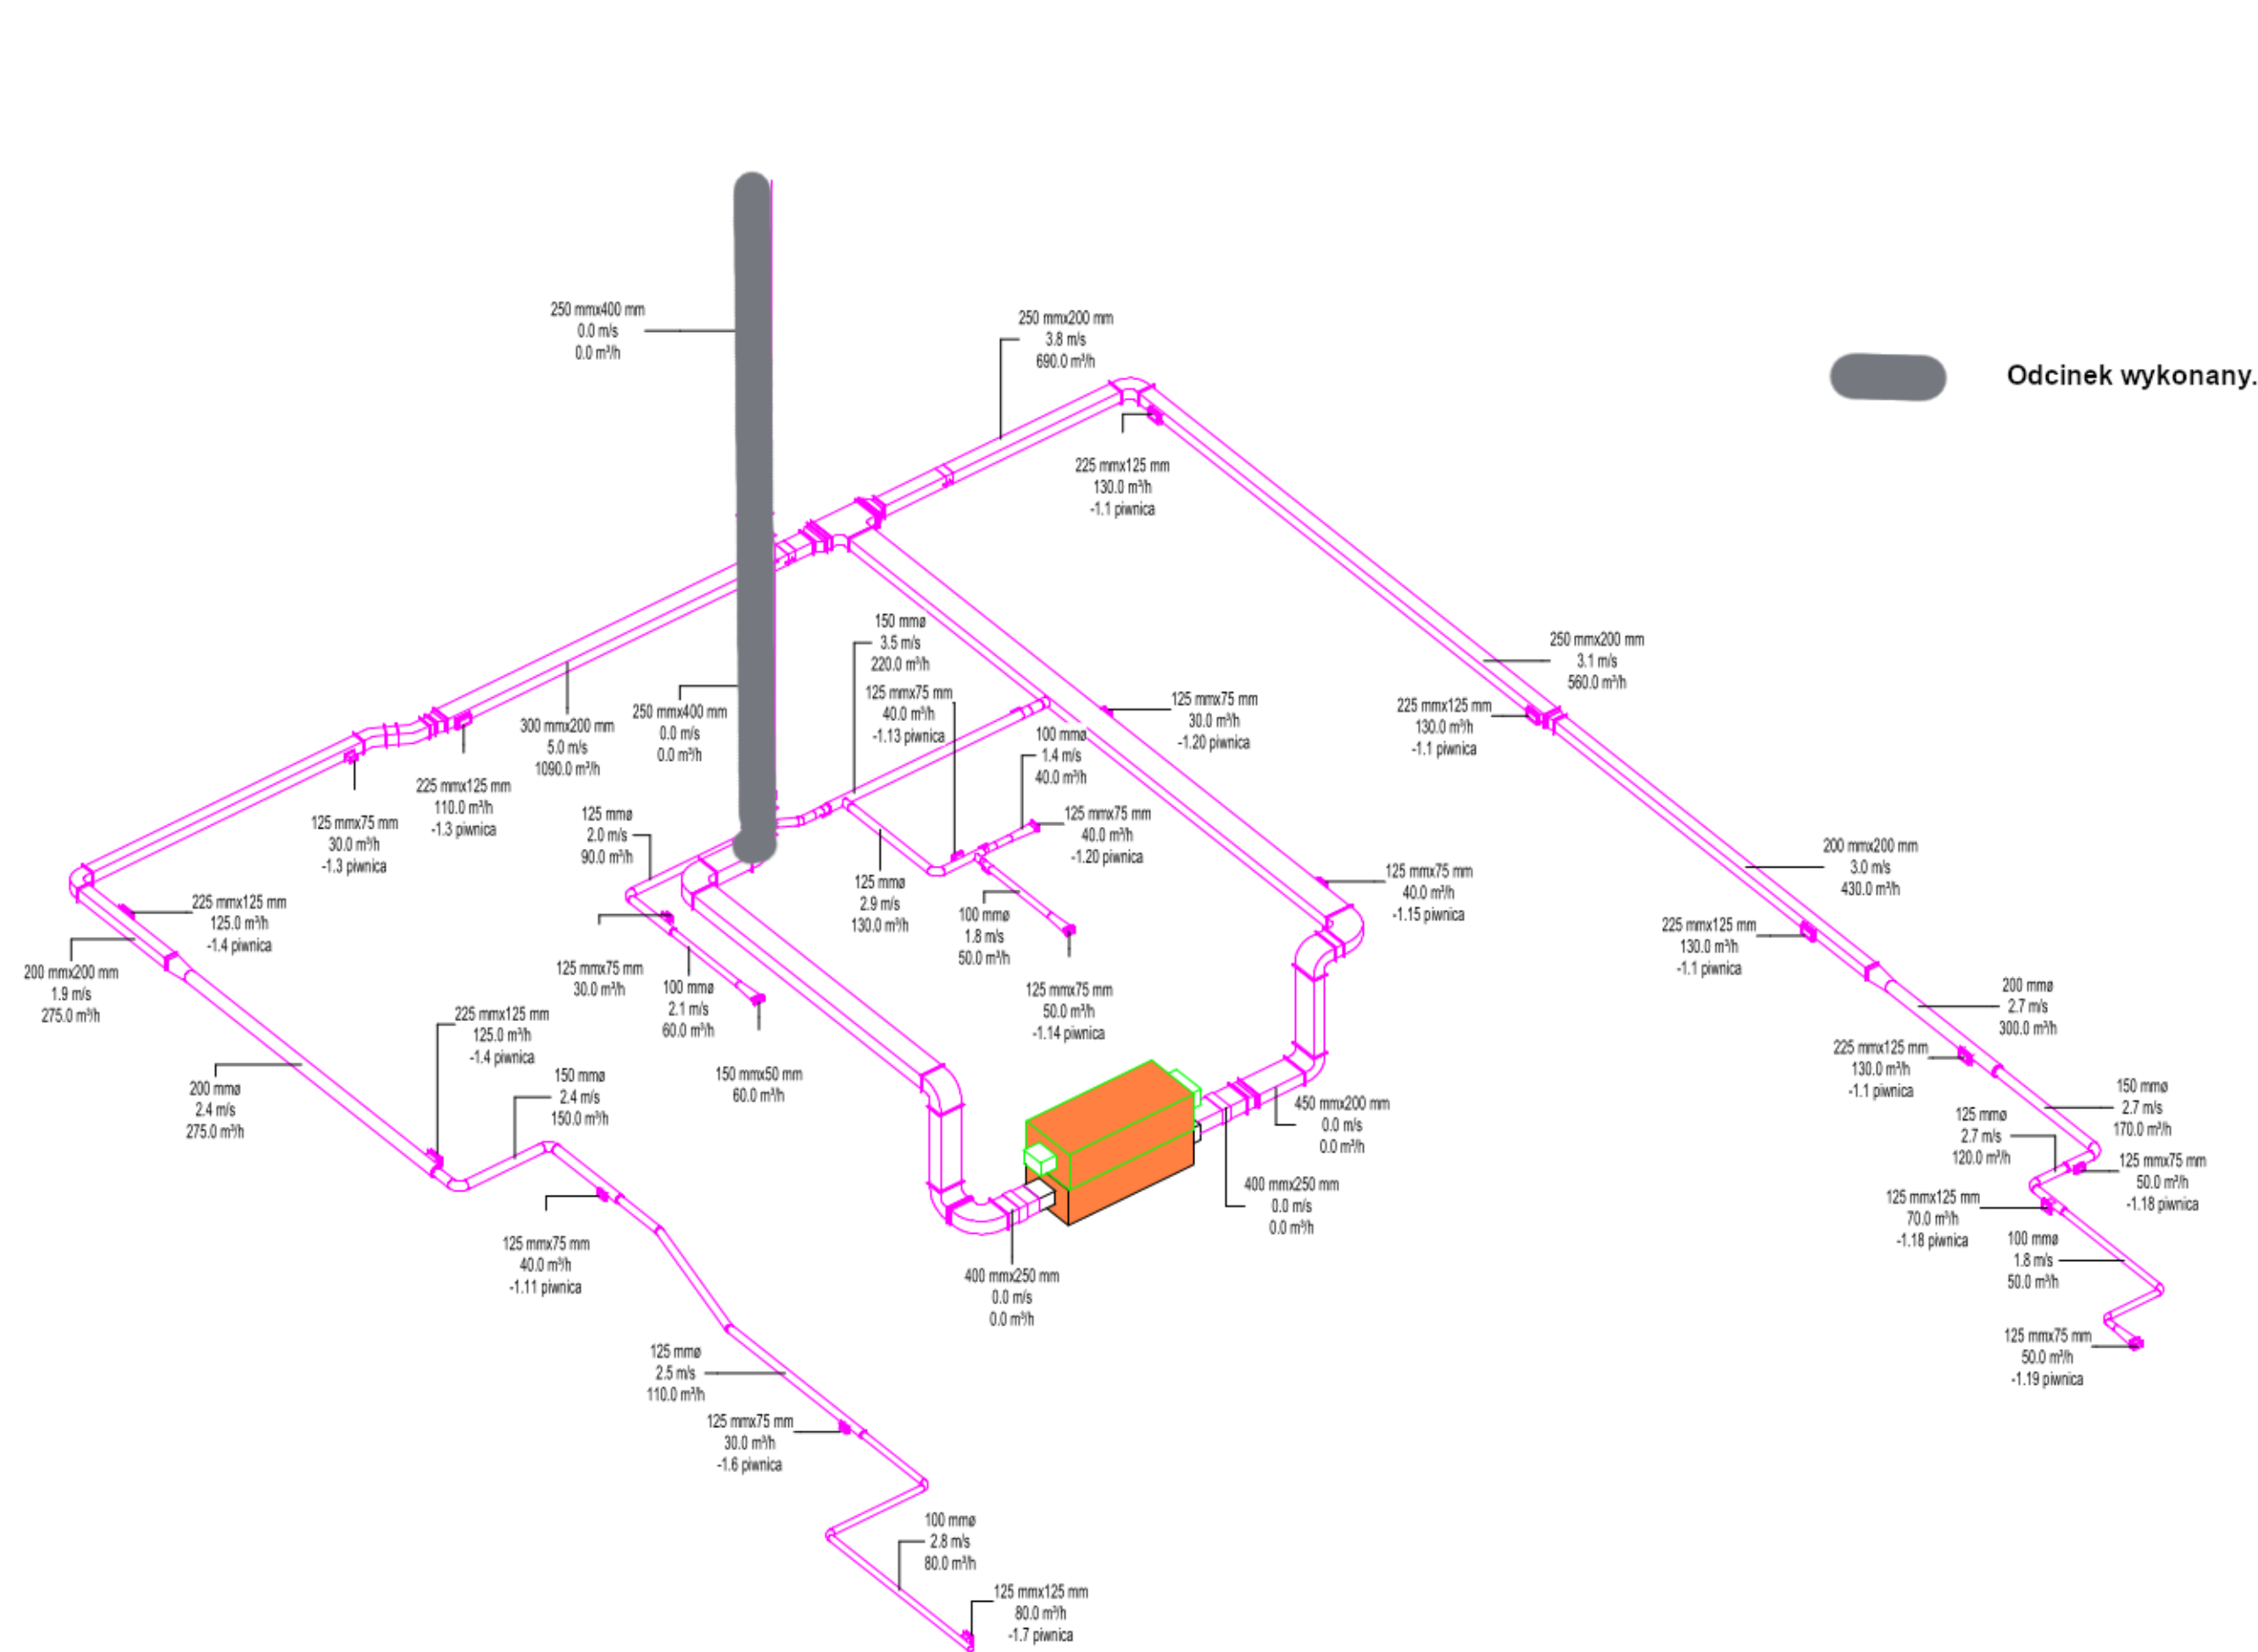 250 mmx400 mm
0.0 m/s
0.0 m³/h
250 mmx200 mm
3.8 m/s
690.0 m³/h
Odcinek wykonany.
225 mmx125 mm
130.0 m³/h
-1.1 piwnica
150 mmø
3.5 m/s
220.0 m³/h
250 mmx200 mm
3.1 m/s
560.0 m³/h
125 mmx75 mm
40.0 m³/h
-1.13 piwnica
125 mmx75 mm
30.0 m³/h
-1.20 piwnica
225 mmx125 mm
130.0 m³/h
-1.1 piwnica
300 mmx200 mm
5.0 m/s
1090.0 m³/h
250 mmx400 mm
0.0 m/s
0.0 m³/h
100 mmø
1.4 m/s
40.0 m³/h
225 mmx125 mm
110.0 m³/h
-1.3 piwnica
125 mmx75 mm
30.0 m³/h
-1.3 piwnica
125 mmø
2.0 m/s
90.0 m³/h
125 mmx75 mm
40.0 m³/h
-1.20 piwnica
200 mmx200 mm
3.0 m/s
430.0 m³/h
125 mmø
2.9 m/s
130.0 m³/h
125 mmx75 mm
40.0 m³/h
-1.15 piwnica
225 mmx125 mm
125.0 m³/h
-1.4 piwnica
100 mmø
1.8 m/s
50.0 m³/h
225 mmx125 mm
130.0 m³/h
-1.1 piwnica
200 mmx200 mm
1.9 m/s
275.0 m³/h
125 mmx75 mm
30.0 m³/h
100 mmø
2.1 m/s
60.0 m³/h
125 mmx75 mm
50.0 m³/h
-1.14 piwnica
200 mmø
2.7 m/s
300.0 m³/h
225 mmx125 mm
125.0 m³/h
-1.4 piwnica
225 mmx125 mm
130.0 m³/h
-1.1 piwnica
200 mmø
2.4 m/s
275.0 m³/h
150 mmø
2.4 m/s
150.0 m³/h
150 mmx50 mm
60.0 m³/h
450 mmx200 mm
0.0 m/s
0.0 m³/h
150 mmø
2.7 m/s
170.0 m³/h
125 mmø
2.7 m/s
120.0 m³/h
125 mmx75 mm
50.0 m³/h
-1.18 piwnica
400 mmx250 mm
0.0 m/s
0.0 m³/h
125 mmx125 mm
70.0 m³/h
-1.18 piwnica
125 mmx75 mm
40.0 m³/h
-1.11 piwnica
400 mmx250 mm
0.0 m/s
0.0 m³/h
100 mmø
1.8 m/s
50.0 m³/h
125 mmx75 mm
50.0 m³/h
-1.19 piwnica
125 mmø
2.5 m/s
110.0 m³/h
125 mmx75 mm
30.0 m³/h
-1.6 piwnica
100 mmø
2.8 m/s
80.0 m³/h
125 mmx125 mm
80.0 m³/h
-1.7 piwnica